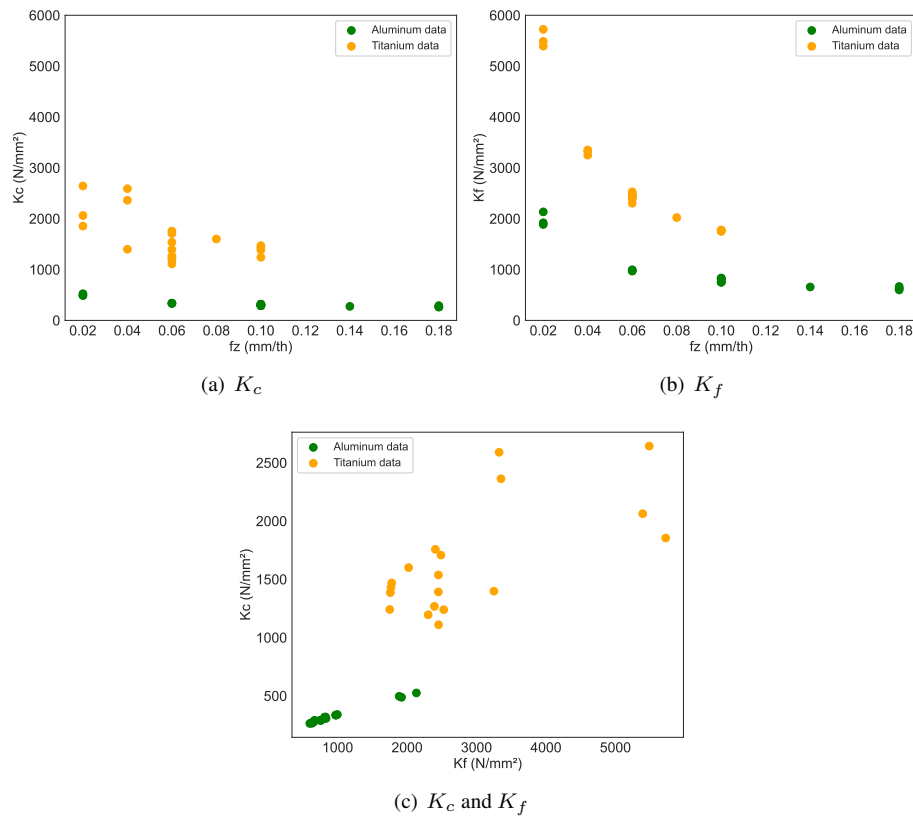 6000
5000
4000
3000
2000
1000
0
Kc (N/mm²)
Aluminum data
Titanium data
0.02 0.04 0.06 0.08 0.10 0.12 0.14 0.16 0.18
fz (mm/th)
(a) Kc
6000
5000
4000
3000
2000
1000
0
Kf (N/mm²)
Aluminum data
Titanium data
0.02 0.04 0.06 0.08 0.10 0.12 0.14 0.16 0.18
fz (mm/th)
(b) Kf
2500
2000
1500
1000
500
Kc (N/mm²)
Aluminum data
Titanium data
1000 2000 3000 4000 5000
Kf (N/mm²)
(c) Kc and Kf